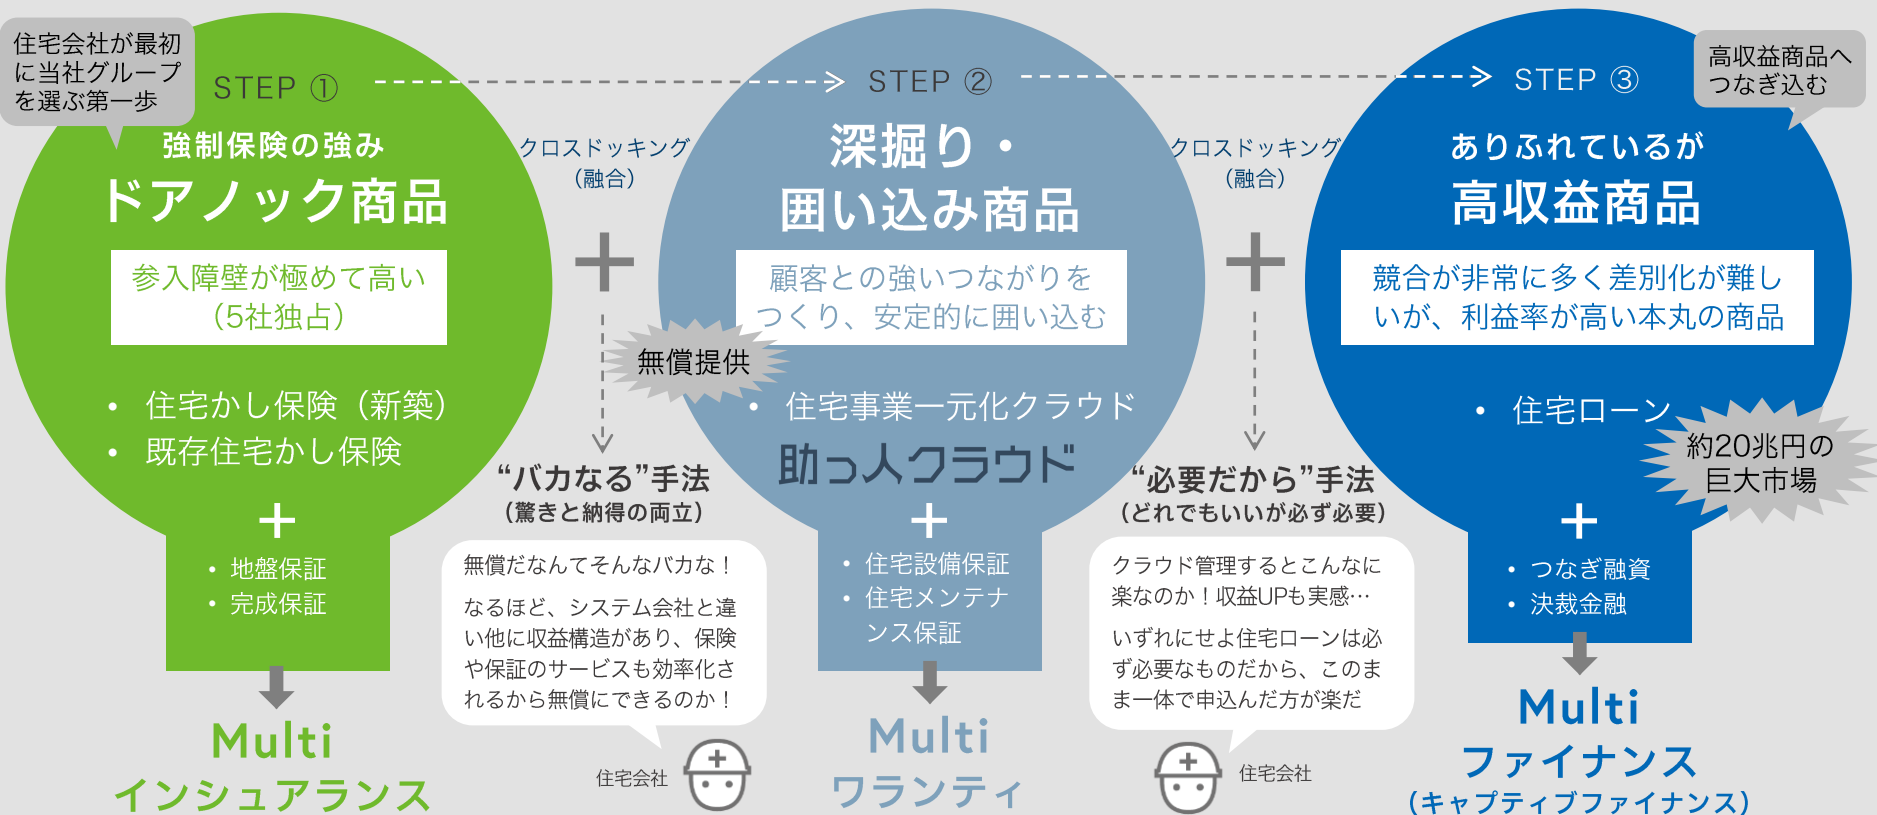 住宅会社が最初
に当社グループ
を選ぶ第一歩
STEP ①
強制保険の強み
ドアノック商品
参入障壁が極めて高い
（5社独占）
• 住宅かし保険（新築）
• 既存住宅かし保険
+
• 地盤保証
• 完成保証
Multi
インシュアランス
クロスドッキング
（融合）
+
“バカなる”手法
（驚きと納得の両立）
無償だなんてそんなバカな！
なるほど、システム会社と違
い他に収益構造があり、保険
や保証のサービスも効率化さ
れるから無償にできるのか！
住宅会社
STEP ②
深掘り・
囲い込み商品
顧客との強いつながりを
つくり、安定的に囲い込む
無償提供
• 住宅事業一元化クラウド
助っ人クラウド
+
• 住宅設備保証
• 住宅メンテナ
ンス保証
Multi
ワランティ
クロスドッキング
（融合）
+
“必要だから”手法
（どれでもいいが必ず必要）
クラウド管理するとこんなに
楽なのか！収益UPも実感…
いずれにせよ住宅ローンは必
ず必要なものだから、このま
ま一体で申込んだ方が楽だ
住宅会社
STEP ③
高収益商品へ
つなぎ込む
ありふれているが
高収益商品
競合が非常に多く差別化が難し
いが、利益率が高い本丸の商品
• 住宅ローン
約20兆円の
巨大市場
+
• つなぎ融資
• 決裁金融
Multi
ファイナンス
（キャプティブファイナンス）